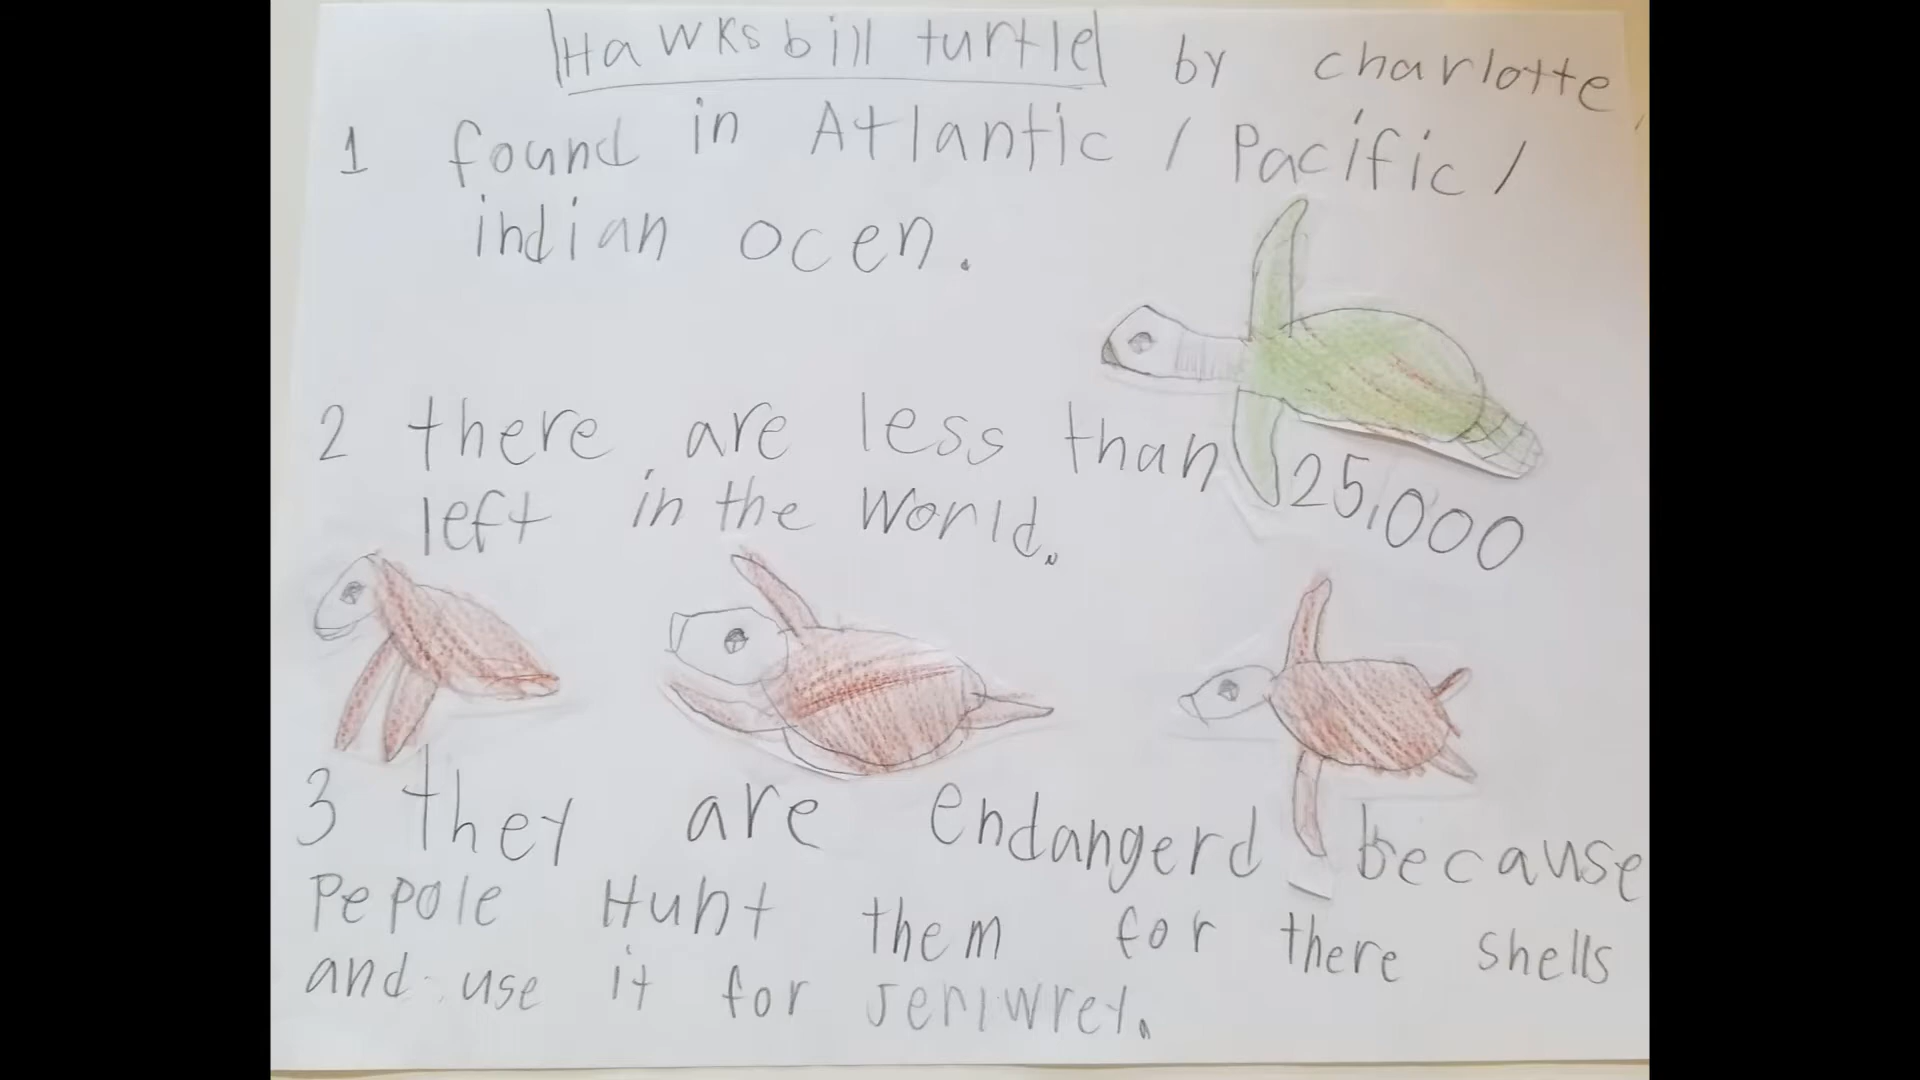 Hawksbill turtle by charlotte
1 found in Atlantic / Pacific /
indian ocen.
2 there are less than 25,000
left in the world.
3 they are endangerd because
Pepole Hunt them for there shells
and use it for Jeriwrey.